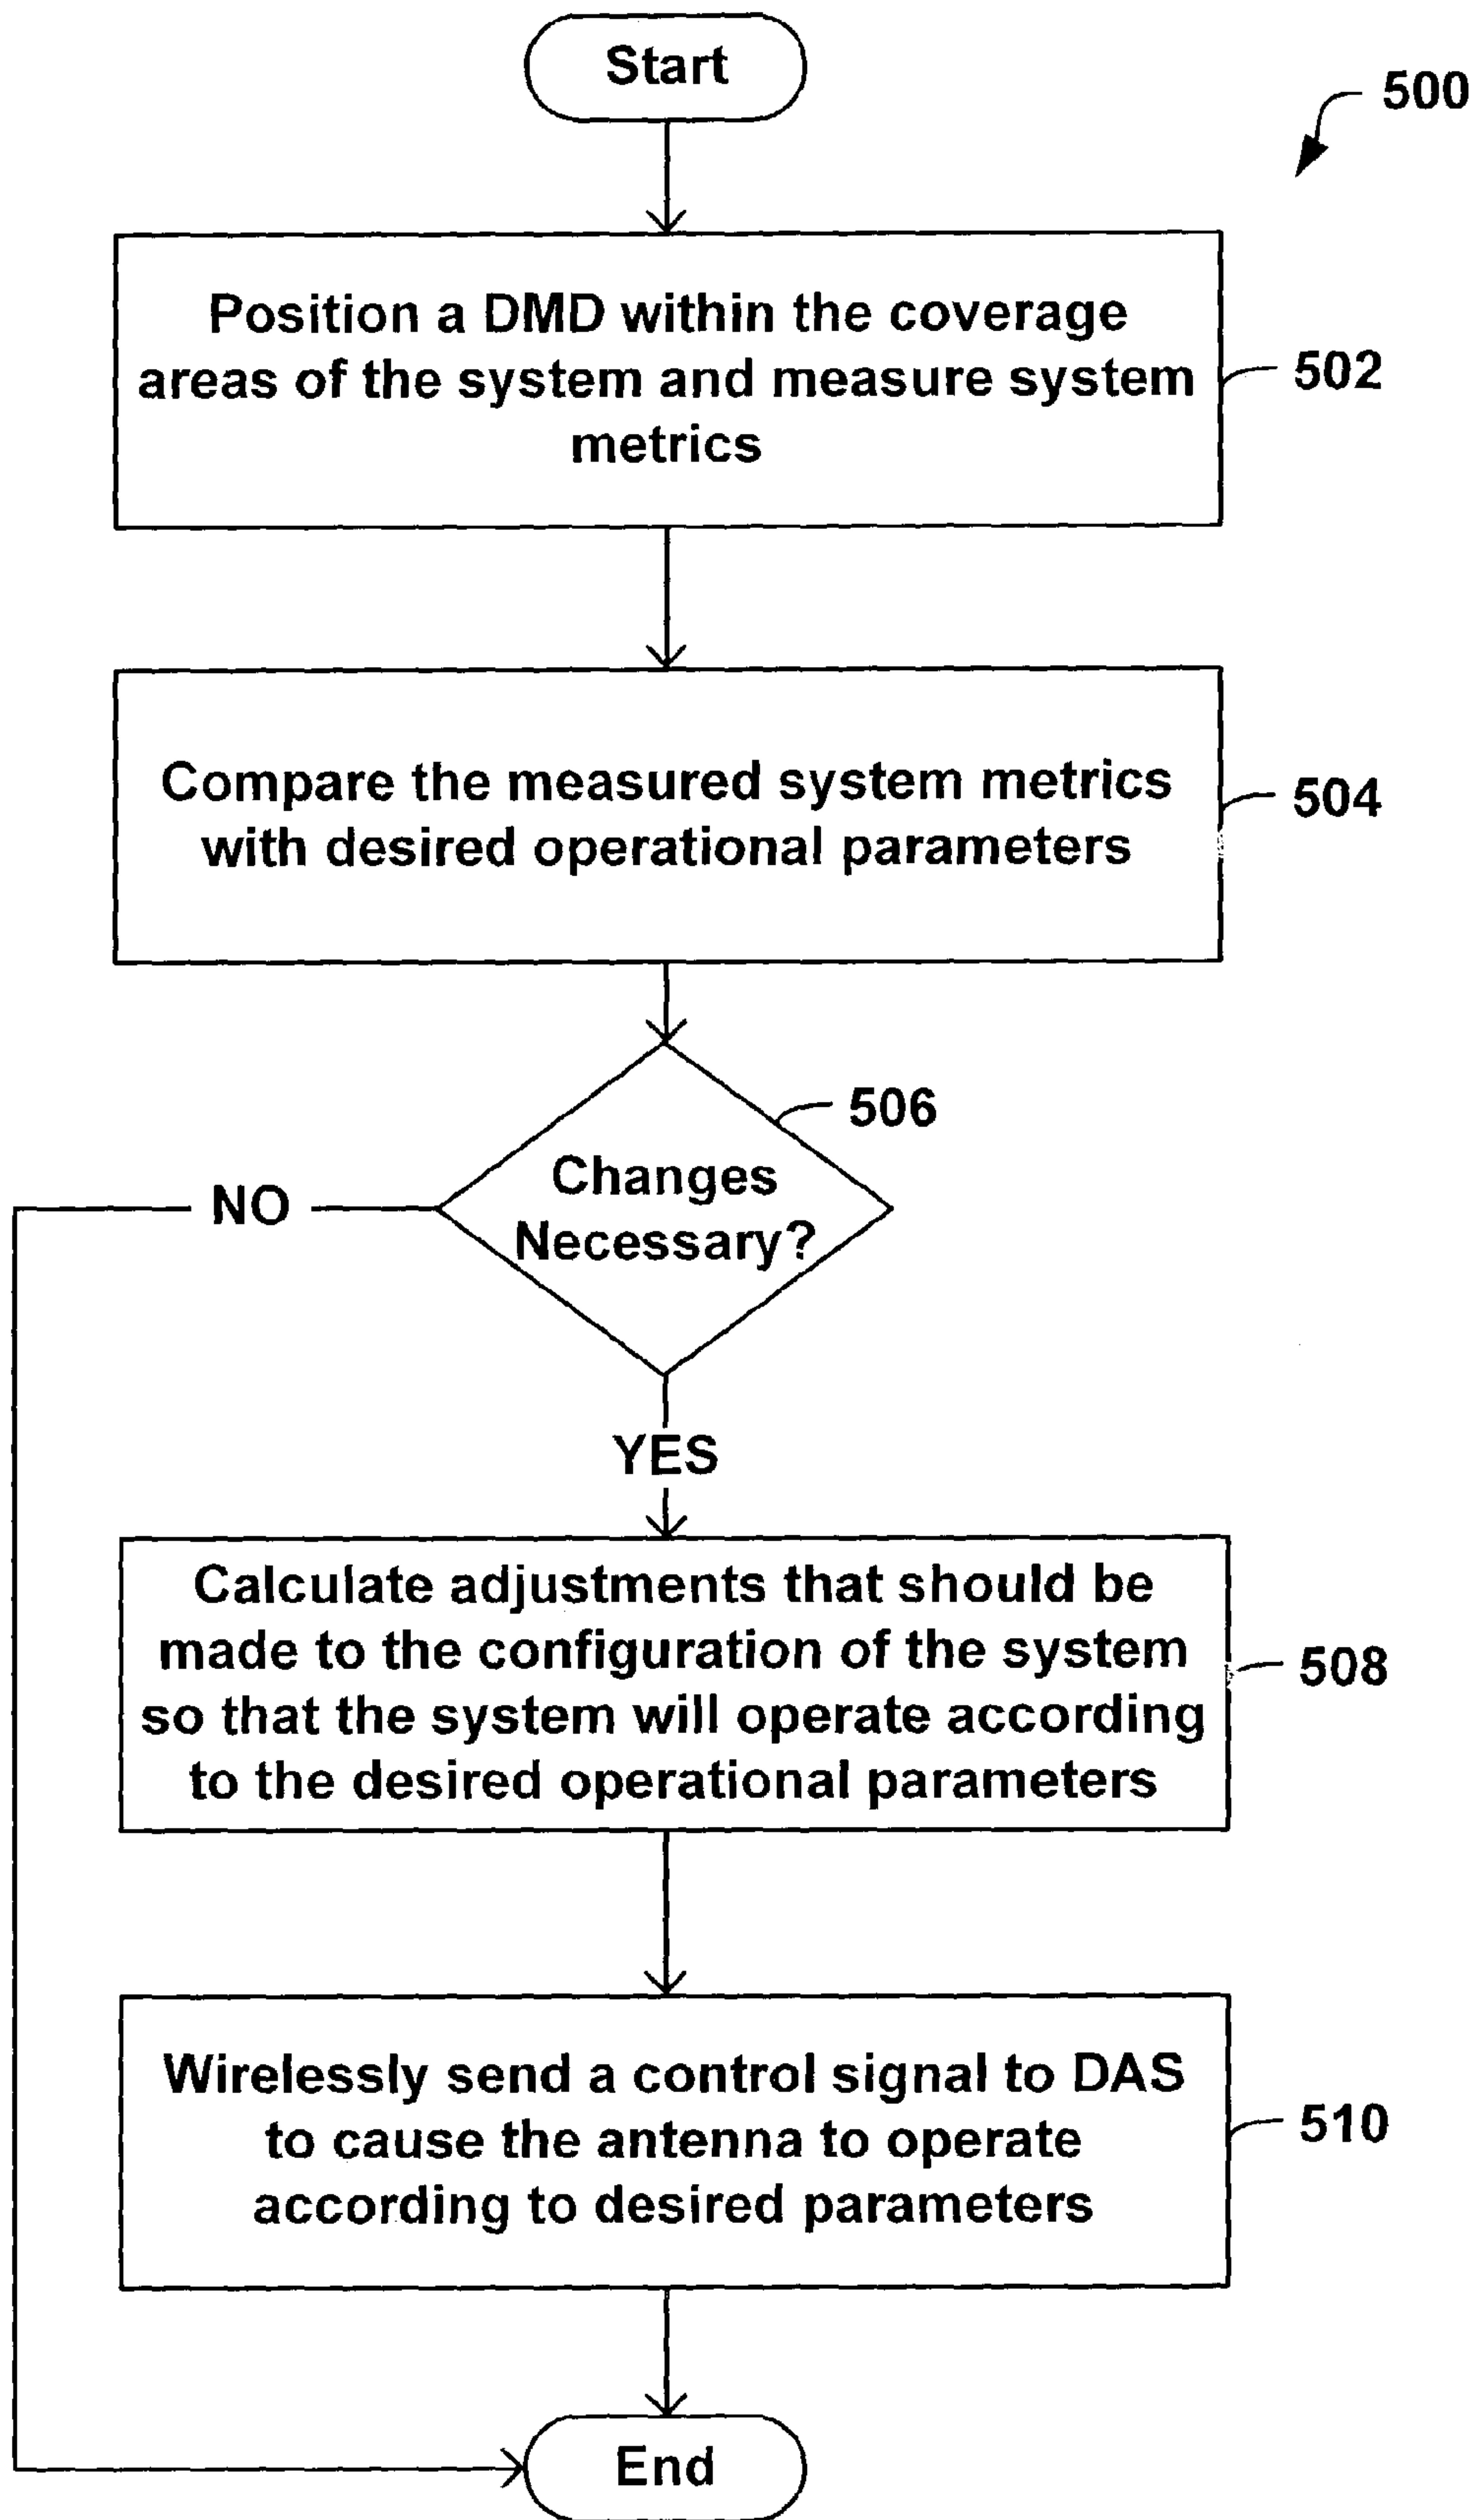 Start
500
Position a DMD within the coverage
areas of the system and measure system
metrics
502
Compare the measured system metrics
with desired operational parameters
504
506
Changes
Necessary?
NO
YES
Calculate adjustments that should be
made to the configuration of the system
so that the system will operate according
to the desired operational parameters
508
Wirelessly send a control signal to DAS
to cause the antenna to operate
according to desired parameters
510
End